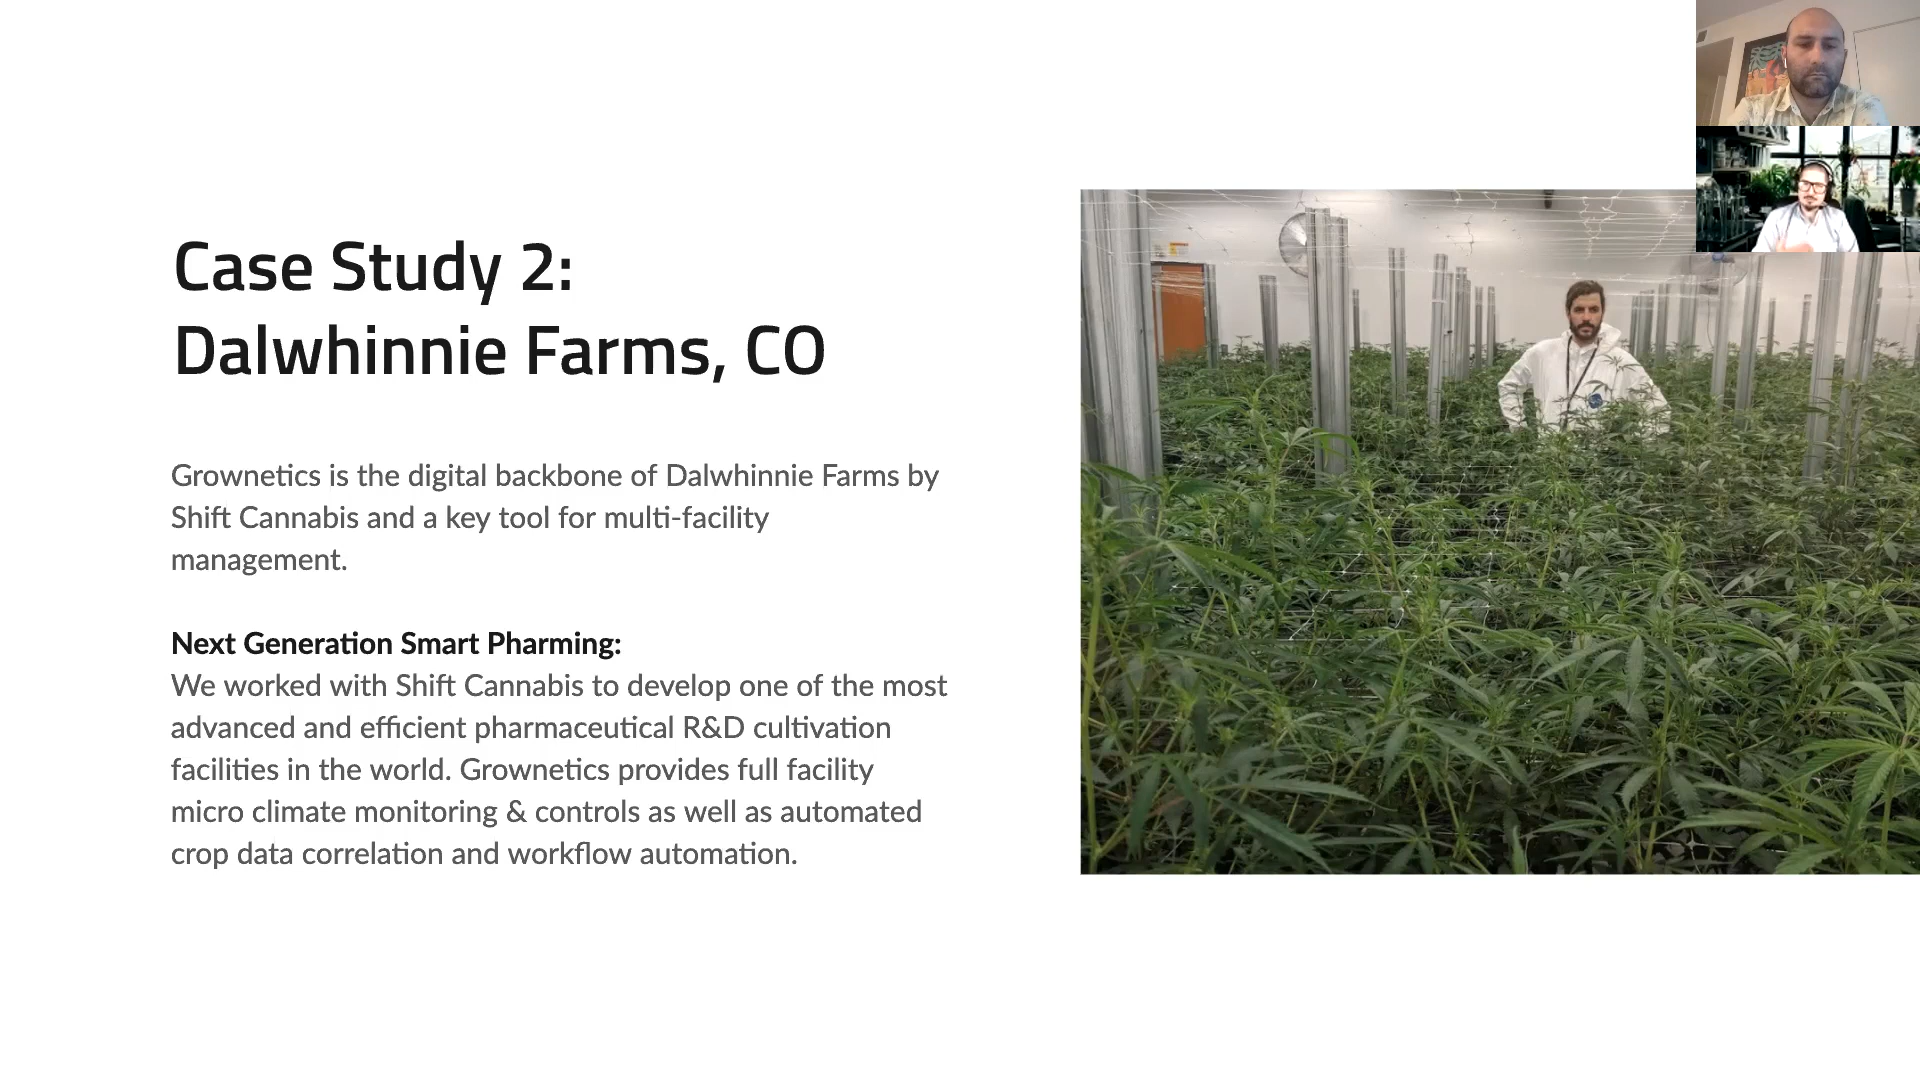 Case Study 2:
Dalwhinnie Farms, CO
Grownetics is the digital backbone of Dalwhinnie Farms by
Shift Cannabis and a key tool for multi-facility
management.
Next Generation Smart Pharming:
We worked with Shift Cannabis to develop one of the most
advanced and efficient pharmaceutical R&D cultivation
facilities in the world. Grownetics provides full facility
micro climate monitoring & controls as well as automated
crop data correlation and workflow automation.